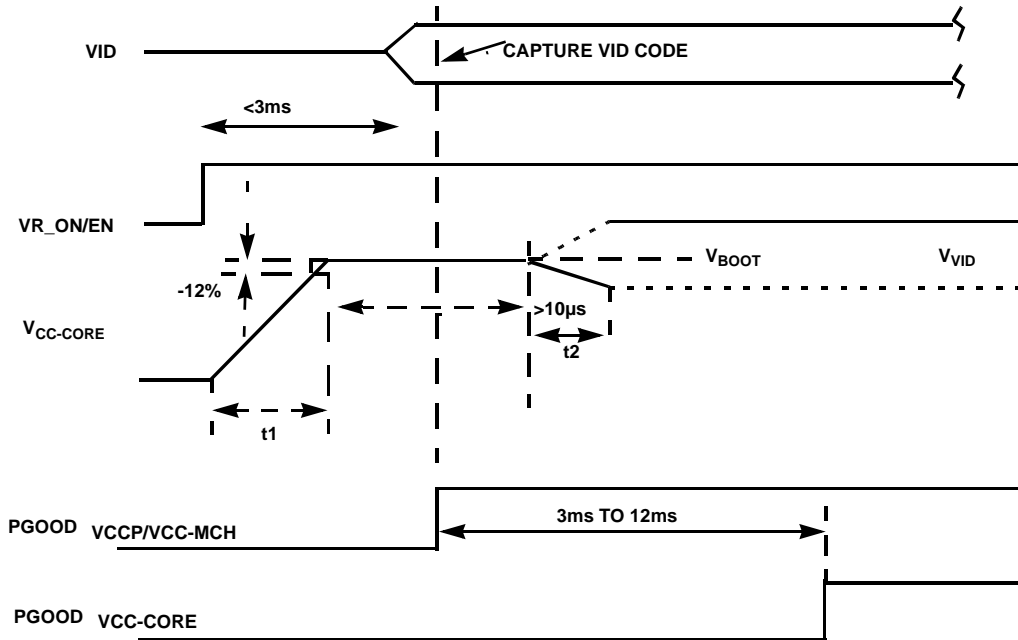 VID
CAPTURE VID CODE
<3ms
VR_ON/EN
-12%
VBOOT
VVID
VCC-CORE
>10µs
t2
t1
PGOOD VCCP/VCC-MCH
3ms TO 12ms
PGOOD VCC-CORE